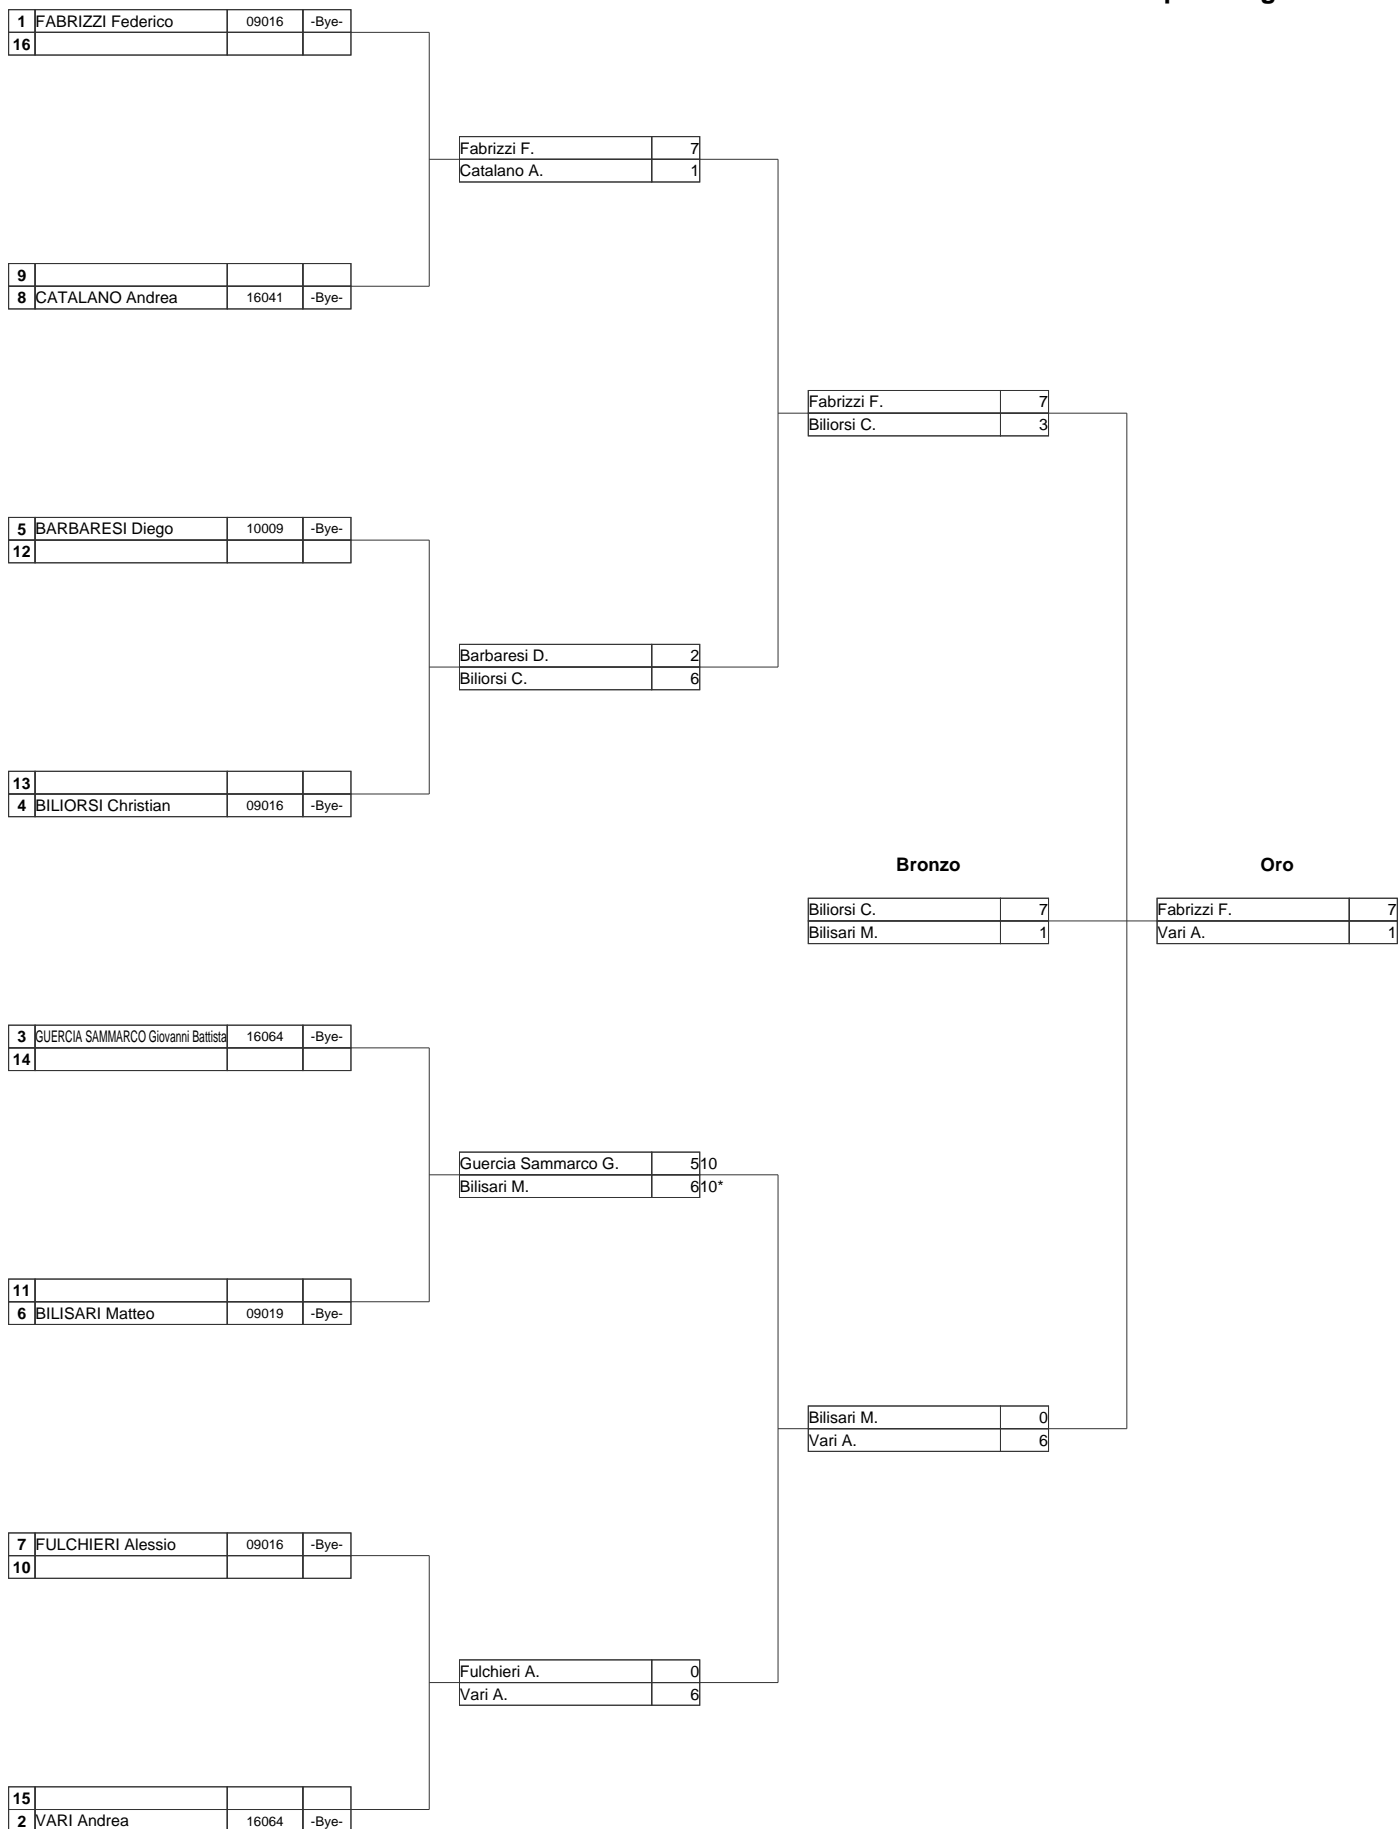 1 FABRIZZI Federico 09016 -Bye-
16
Fabrizzi F. 7
Catalano A. 1
9
8 CATALANO Andrea 16041 -Bye-
Fabrizzi F. 7
Biliorsi C. 3
5 BARBARESI Diego 10009 -Bye-
12
Barbaresi D. 2
Biliorsi C. 6
13
4 BILIORSI Christian 09016 -Bye-
Bronzo Oro
Biliorsi C. 7 Fabrizzi F. 7
Bilisari M. 1 Vari A. 1
3 GUERCIA SAMMARCO Giovanni Battista 16064 -Bye-
14
Guercia Sammarco G. 5 10
Bilisari M. 6 10*
11
6 BILISARI Matteo 09019 -Bye-
Bilisari M. 0
Vari A. 6
7 FULCHIERI Alessio 09016 -Bye-
10
Fulchieri A. 0
Vari A. 6
15
2 VARI Andrea 16064 -Bye-